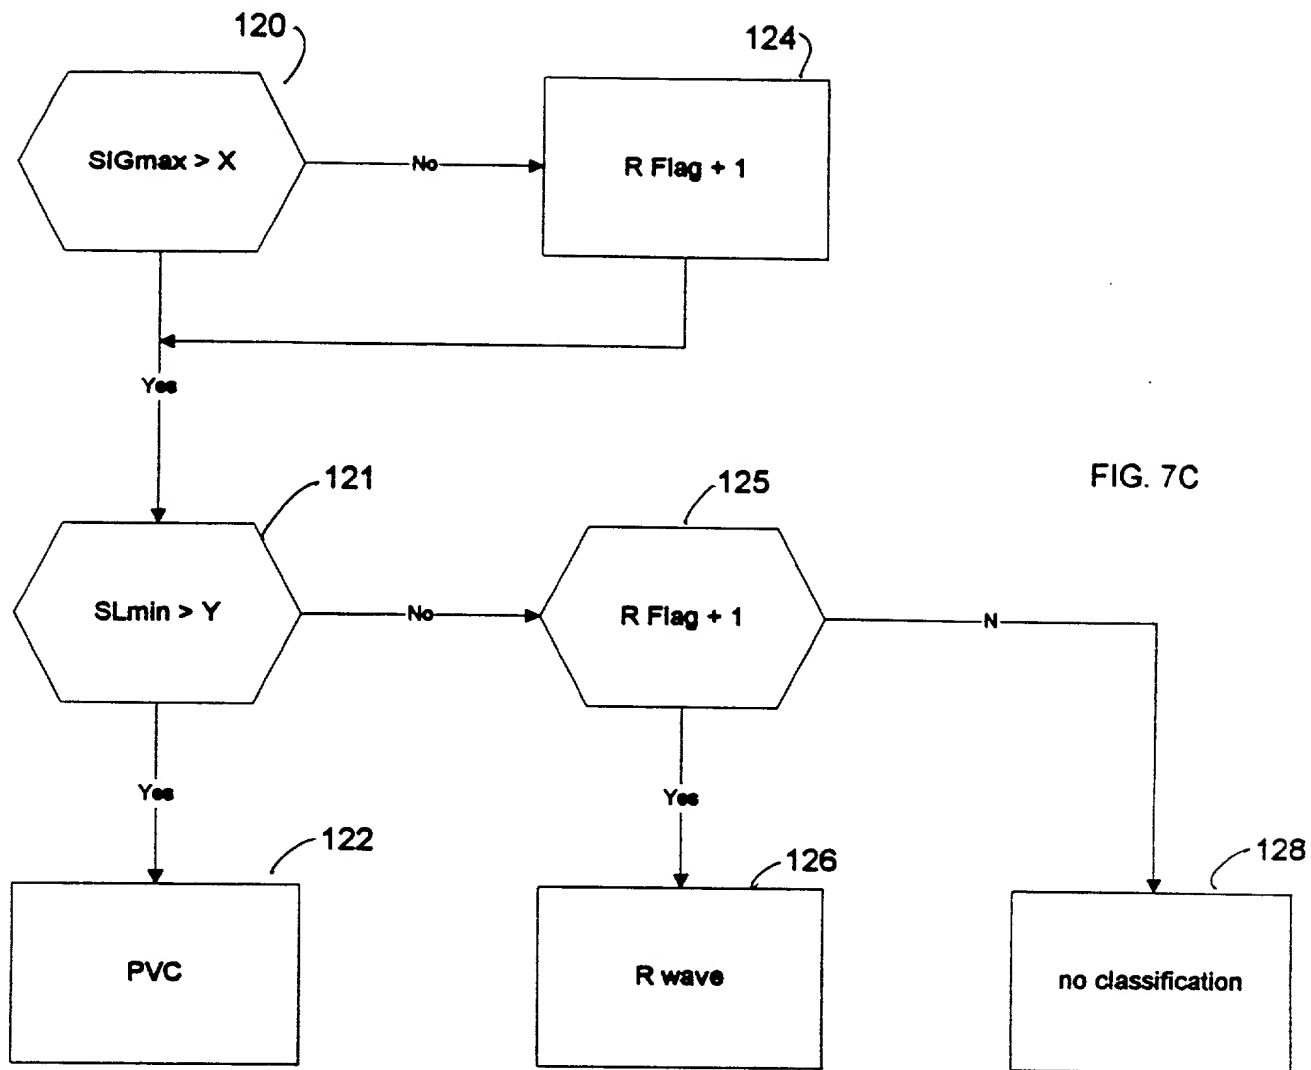 120
124
SIGmax > X
No
R Flag + 1
Yes
121
125
FIG. 7C
SLmin > Y
No
R Flag + 1
N
Yes
Yes
122
126
128
PVC
R wave
no classification